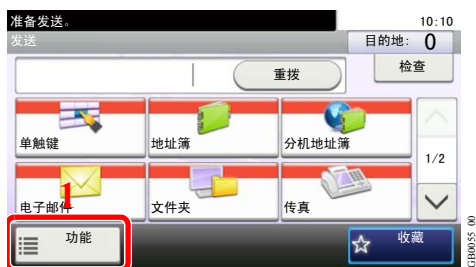 准备发送。
10:10
发送
目的地: 0
重拨
检查
单触键
地址簿
分机地址簿
1/2
电子邮件
1
文件夹
传真
功能
收藏
GB0055_00